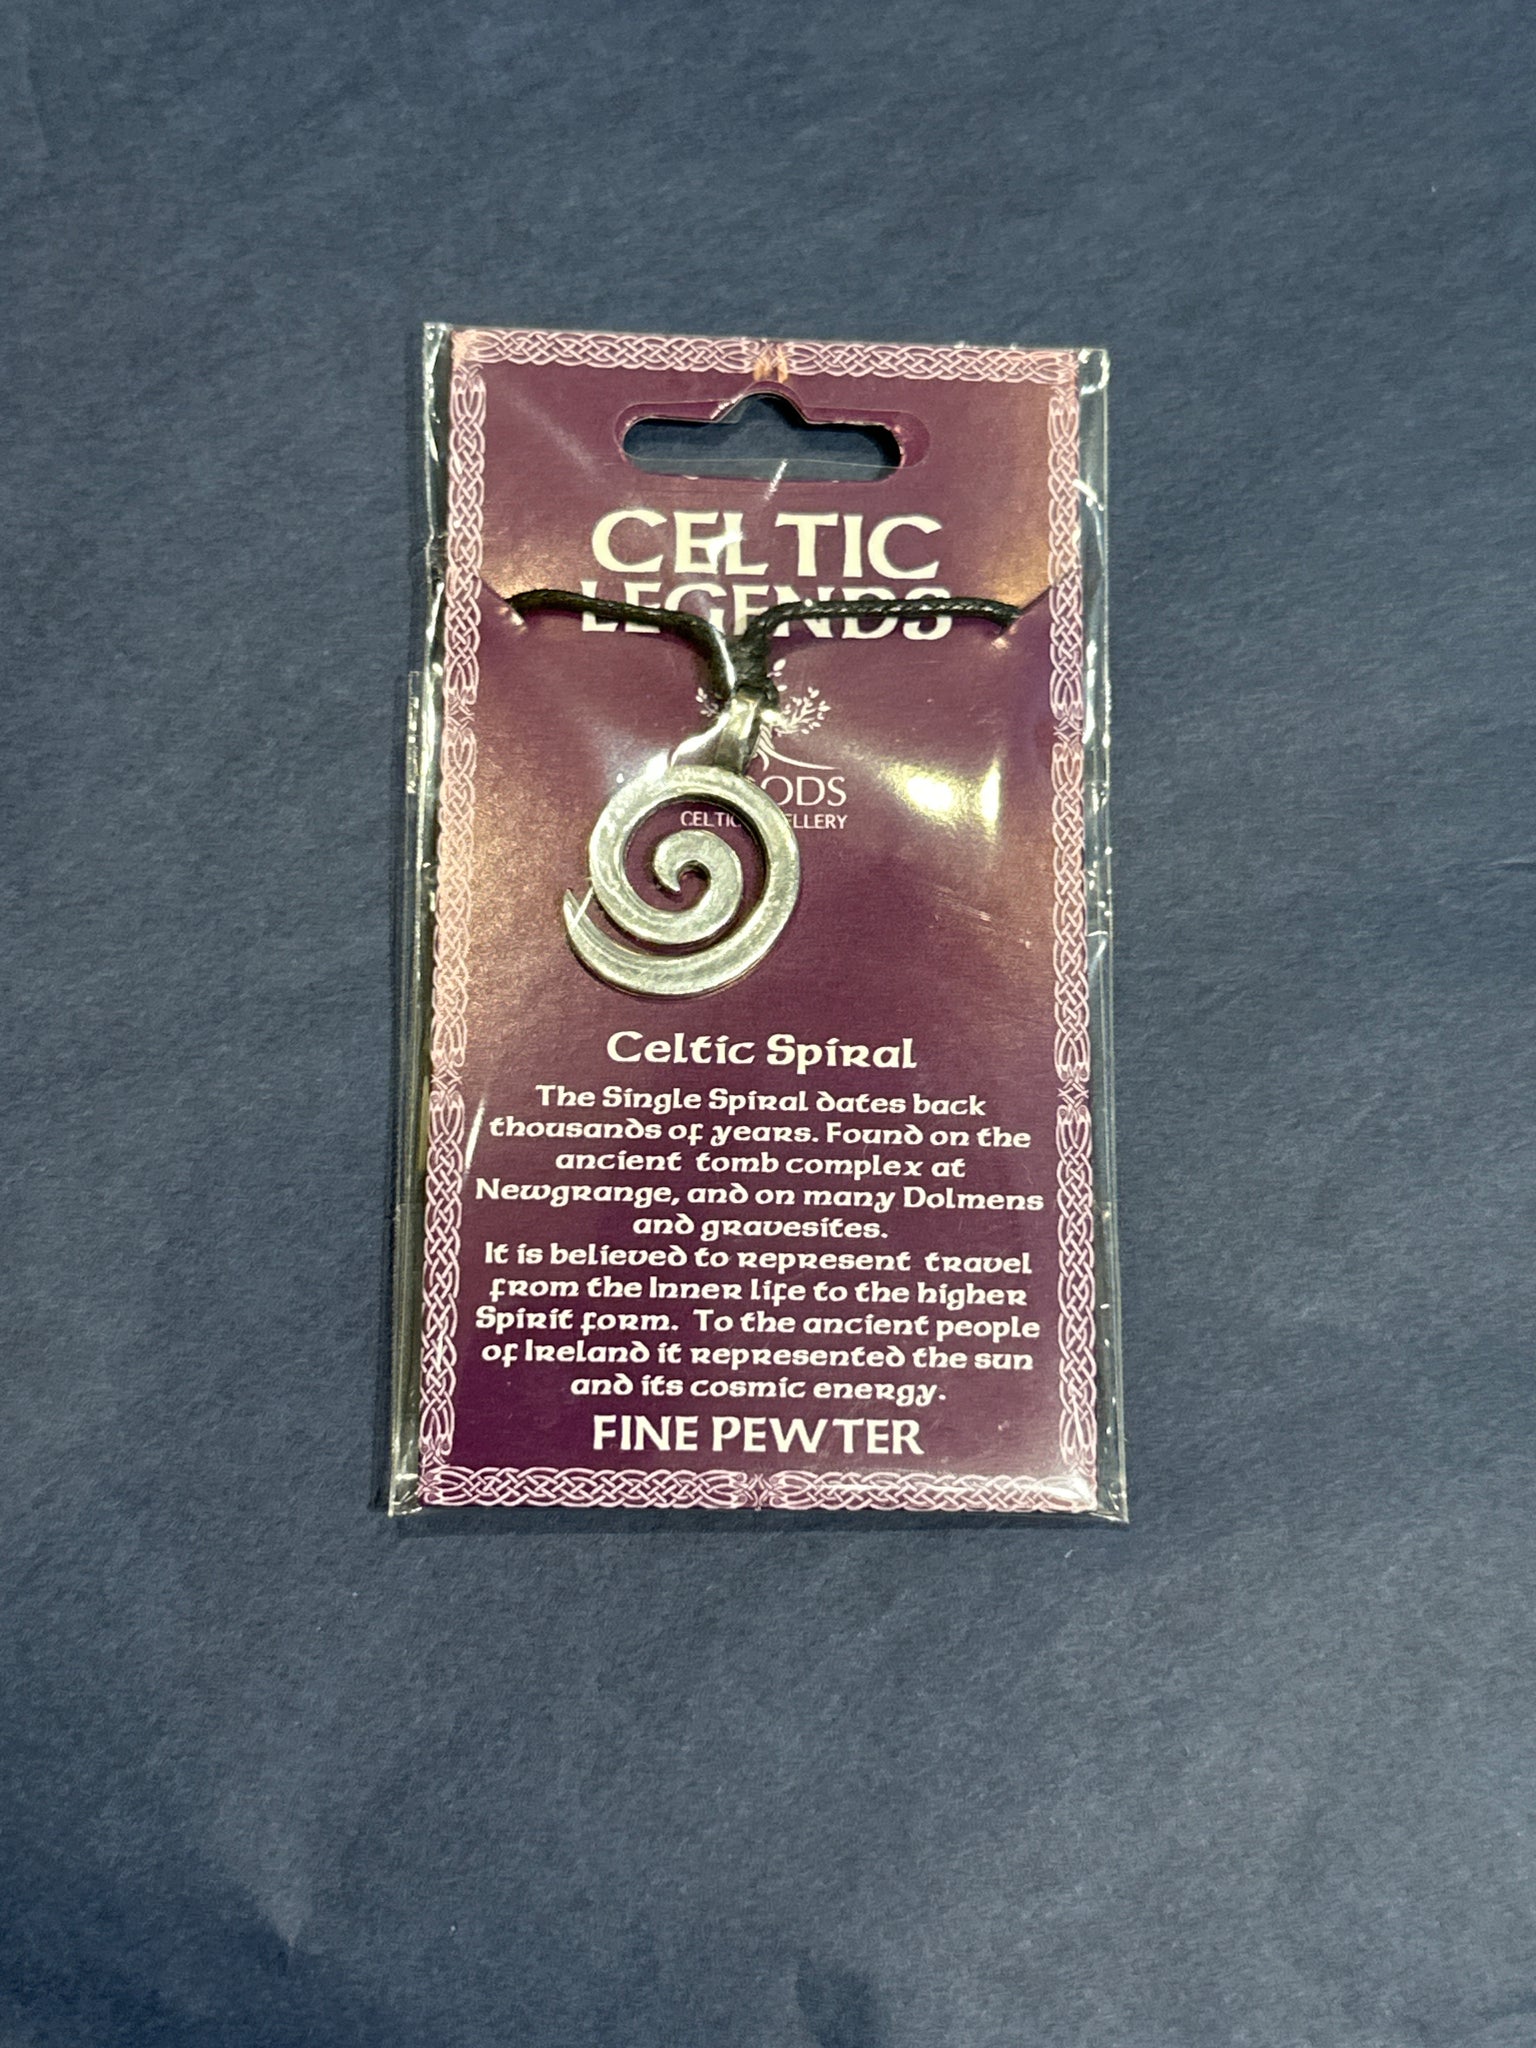 CELTIC
LEGENDS
CELTIC
Celtic Spiral
The Single Spiral dates back
thousands of years. Found on the
ancient tomb complex at
Newgrange, and on many Dolmens
and gravesites.
It is believed to represent travel
from the Inner life to the higher
Spirit form. To the ancient people
of Ireland it represented the sun
and its cosmic energy.
FINE PEWTER